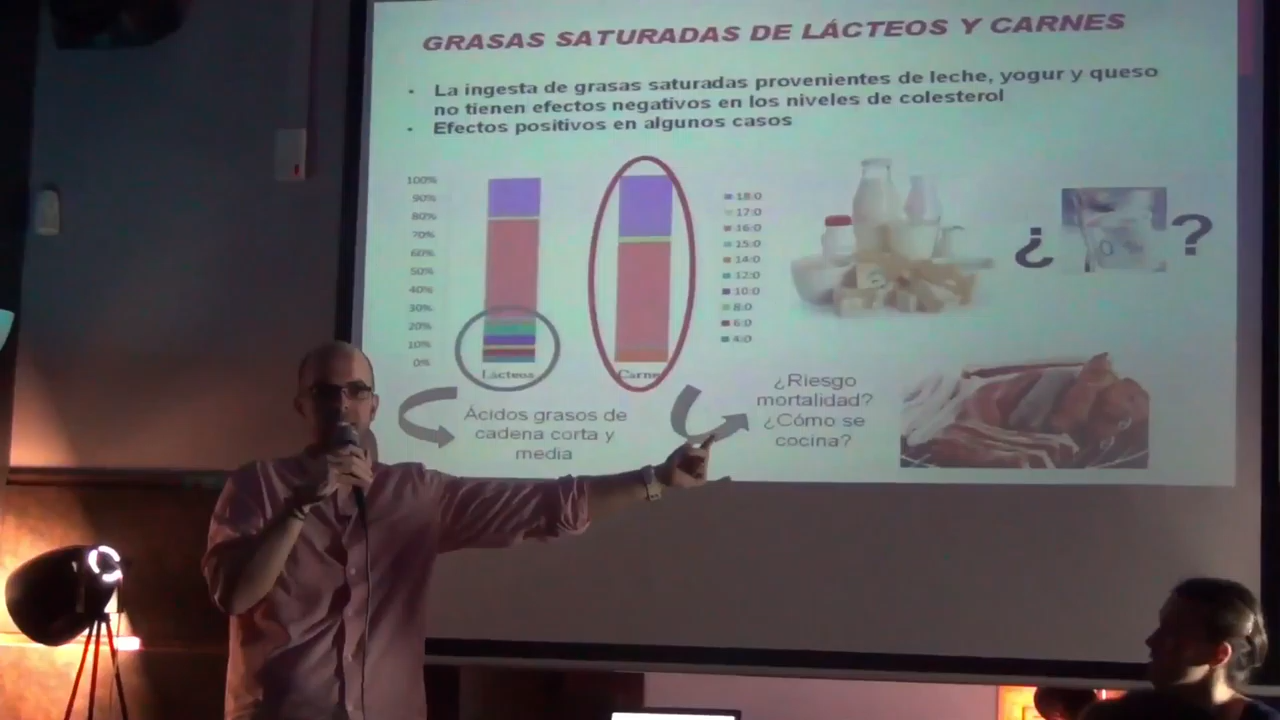 GRASAS SATURADAS DE LÁCTEOS Y CARNES
• La ingesta de grasas saturadas provenientes de leche, yogur y queso
no tienen efectos negativos en los niveles de colesterol
• Efectos positivos en algunos casos
100%
90%
80%
70%
60%
50%
40%
30%
20%
10%
0%
Lácteos
Carne
18:0
17:0
16:0
15:0
14:0
12:0
10:0
8:0
6:0
4:0
¿ ?
Ácidos grasos de
cadena corta y
media
¿Riesgo
mortalidad?
¿Cómo se
cocina?